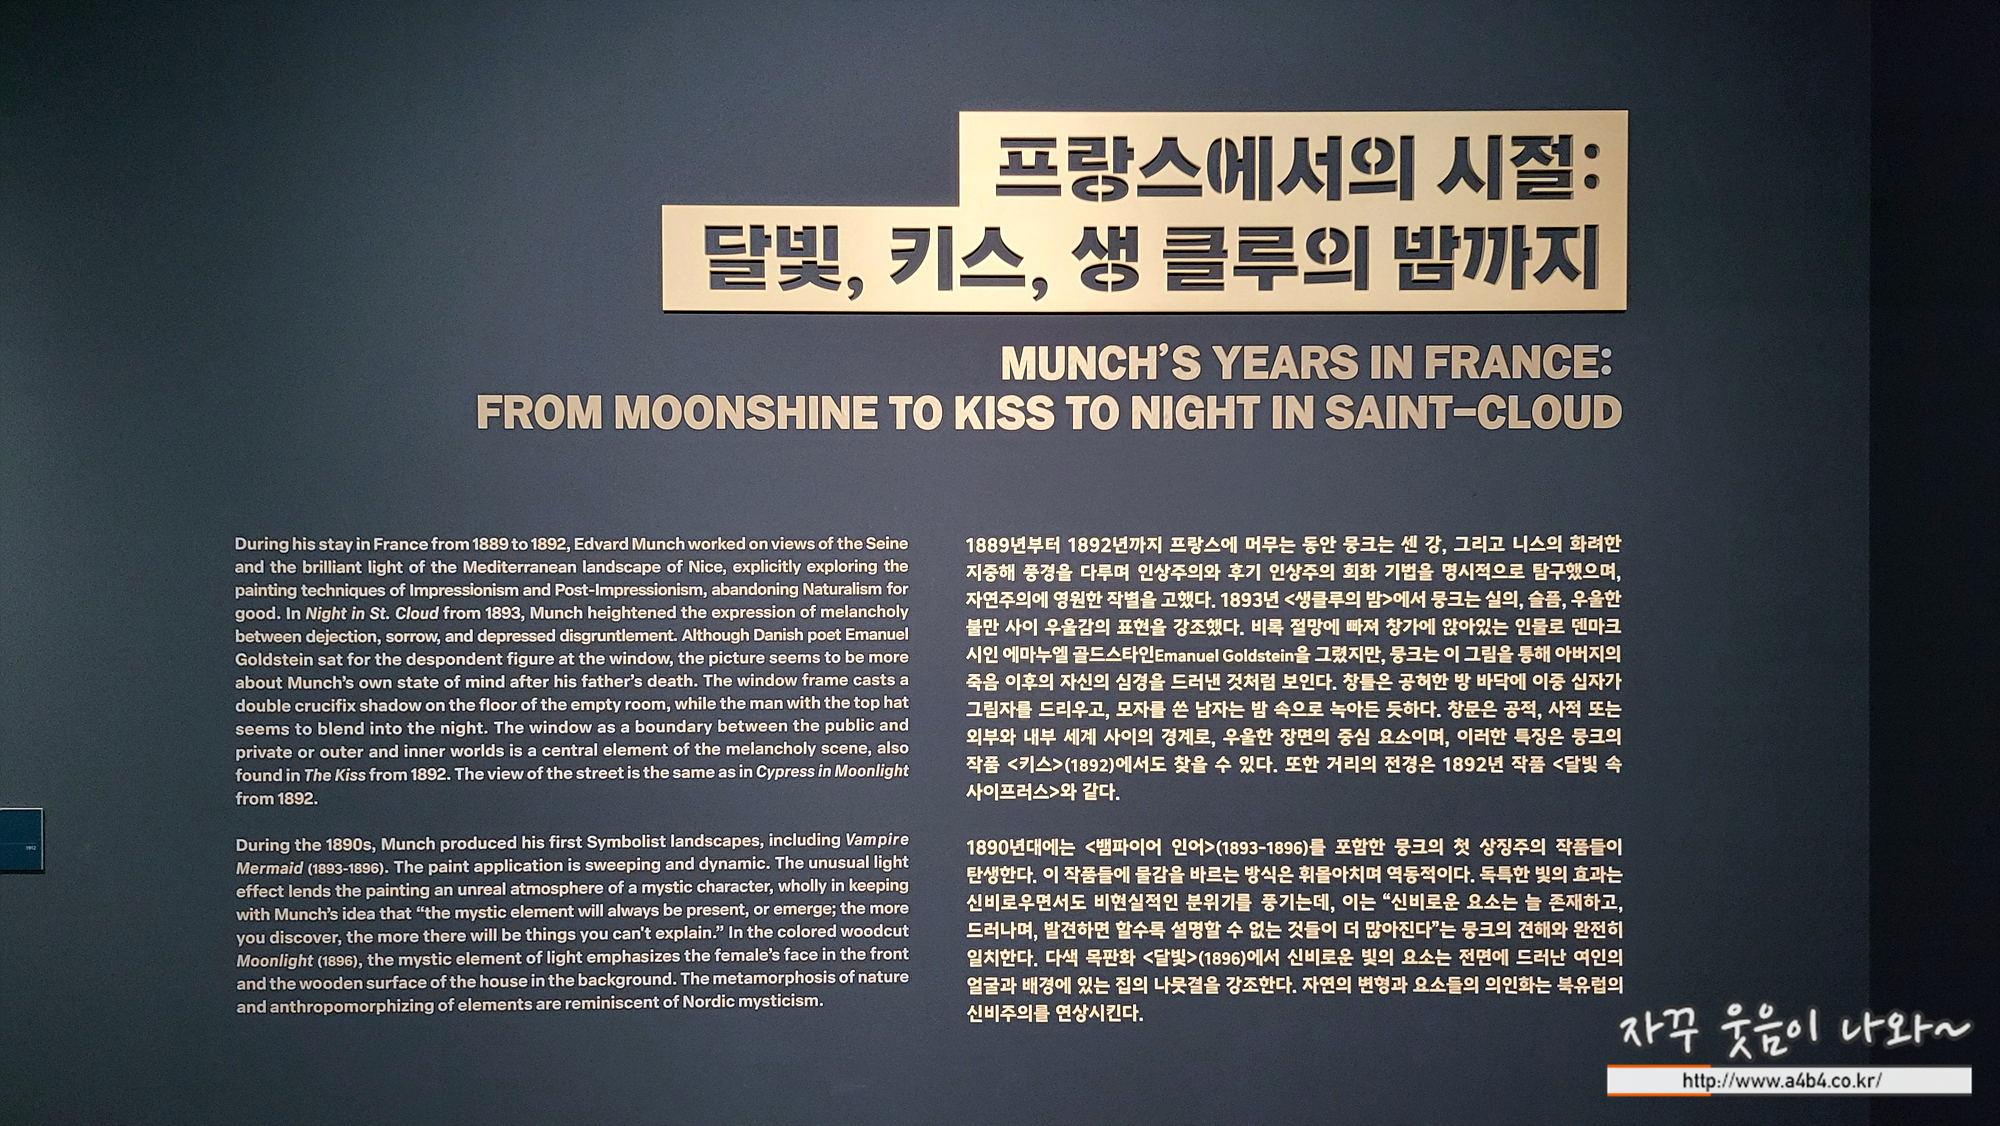 프랑스에서의 시절:
달빛, 키스, 생 클루의 밤까지
MUNCH'S YEARS IN FRANCE:
FROM MOONSHINE TO KISS TO NIGHT IN SAINT–CLOUD
During his stay in France from 1889 to 1892, Edvard Munch worked on views of the Seine
and the brilliant light of the Mediterranean landscape of Nice, explicitly exploring the
painting techniques of Impressionism and Post-Impressionism, abandoning Naturalism for
good. In Night in St. Cloud from 1893, Munch heightened the expression of melancholy
between dejection, sorrow, and depressed disgruntlement. Although Danish poet Emanuel
Goldstein sat for the despondent figure at the window, the picture seems to be more
about Munch's own state of mind after his father's death. The window frame casts a
double crucifix shadow on the floor of the empty room, while the man with the top hat
seems to blend into the night. The window as a boundary between the public and
private or outer and inner worlds is a central element of the melancholy scene, also
found in The Kiss from 1892. The view of the street is the same as in Cypress in Moonlight
from 1892.
During the 1890s, Munch produced his first Symbolist landscapes, including Vampire
Mermaid (1893-1896). The paint application is sweeping and dynamic. The unusual light
effect lends the painting an unreal atmosphere of a mystic character, wholly in keeping
with Munch's idea that “the mystic element will always be present, or emerge; the more
you discover, the more there will be things you can't explain.” In the colored woodcut
Moonlight (1896), the mystic element of light emphasizes the female's face in the front
and the wooden surface of the house in the background. The metamorphosis of nature
and anthropomorphizing of elements are reminiscent of Nordic mysticism.
1889년부터 1892년까지 프랑스에 머무는 동안 뭉크는 센 강, 그리고 니스의 화려한
지중해 풍경을 다루며 인상주의와 후기 인상주의 회화 기법을 명시적으로 탐구했으며,
자연주의에 영원한 작별을 고했다. 1893년 <생클루의 밤>에서 뭉크는 실의, 슬픔, 우울한
불만 사이 우울감의 표현을 강조했다. 비록 절망에 빠져 창가에 앉아있는 인물로 덴마크
시인 에마누엘 골드스타인Emanuel Goldstein을 그렸지만, 뭉크는 이 그림을 통해 아버지의
죽음 이후의 자신의 심경을 드러낸 것처럼 보인다. 창틀은 공허한 방 바닥에 이중 십자가
그림자를 드리우고, 모자를 쓴 남자는 밤 속으로 녹아든 듯하다. 창문은 공적, 사적 또는
외부와 내부 세계 사이의 경계로, 우울한 장면의 중심 요소이며, 이러한 특징은 뭉크의
작품 <키스>(1892)에서도 찾을 수 있다. 또한 거리의 전경은 1892년 작품 <달빛 속
사이프러스>와 같다.
1890년대에는 <뱀파이어 인어>(1893-1896)를 포함한 뭉크의 첫 상징주의 작품들이
탄생한다. 이 작품들에 물감을 바르는 방식은 휘몰아치며 역동적이다. 독특한 빛의 효과는
신비로우면서도 비현실적인 분위기를 풍기는데, 이는 “신비로운 요소는 늘 존재하고,
드러나며, 발견하면 할수록 설명할 수 없는 것들이 더 많아진다”는 뭉크의 견해와 완전히
일치한다. 다색 목판화 <달빛>(1896)에서 신비로운 빛의 요소는 전면에 드러난 여인의
얼굴과 배경에 있는 집의 나뭇결을 강조한다. 자연의 변형과 요소들의 의인화는 북유럽의
신비주의를 연상시킨다.
1912
자꾸 웃음이 나와~
http://www.a4b4.co.kr/